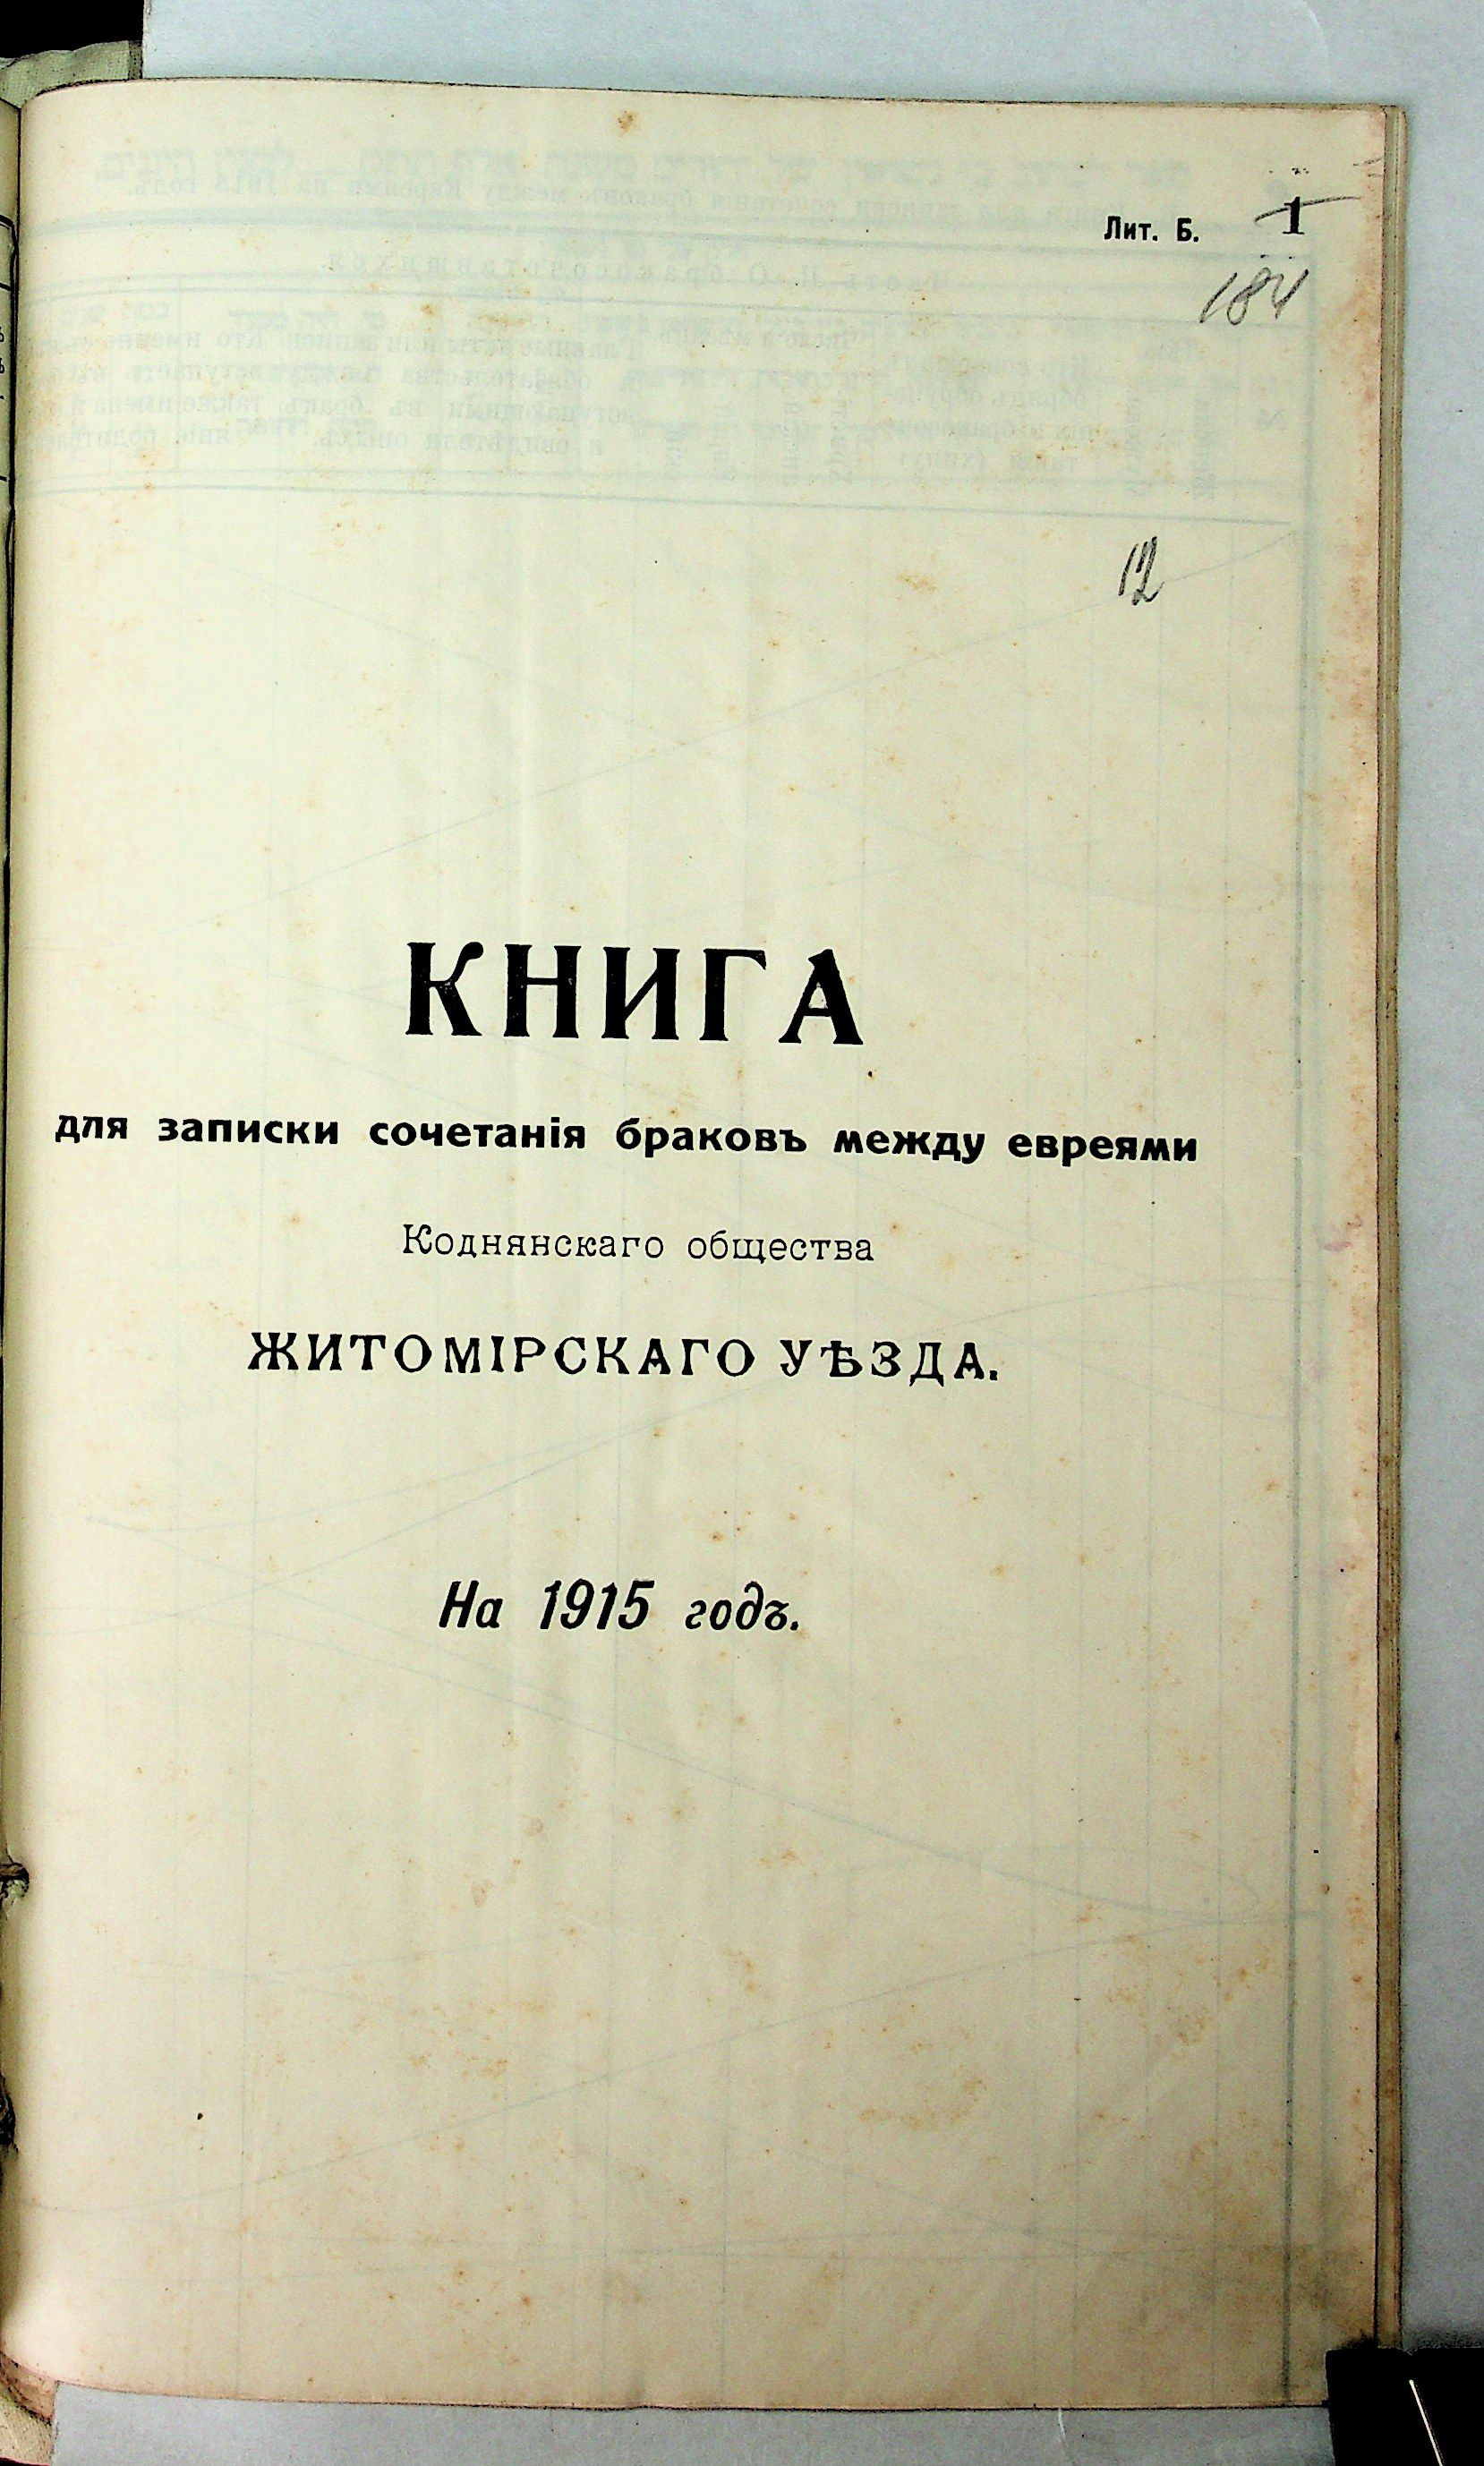 Лит. Б. 1
184
12
КНИГА
для записки сочетанія браковъ между евреями
Коднянскаго общества
ЖИТОМІРСКАГО УѢЗДА.
На 1915 годъ.